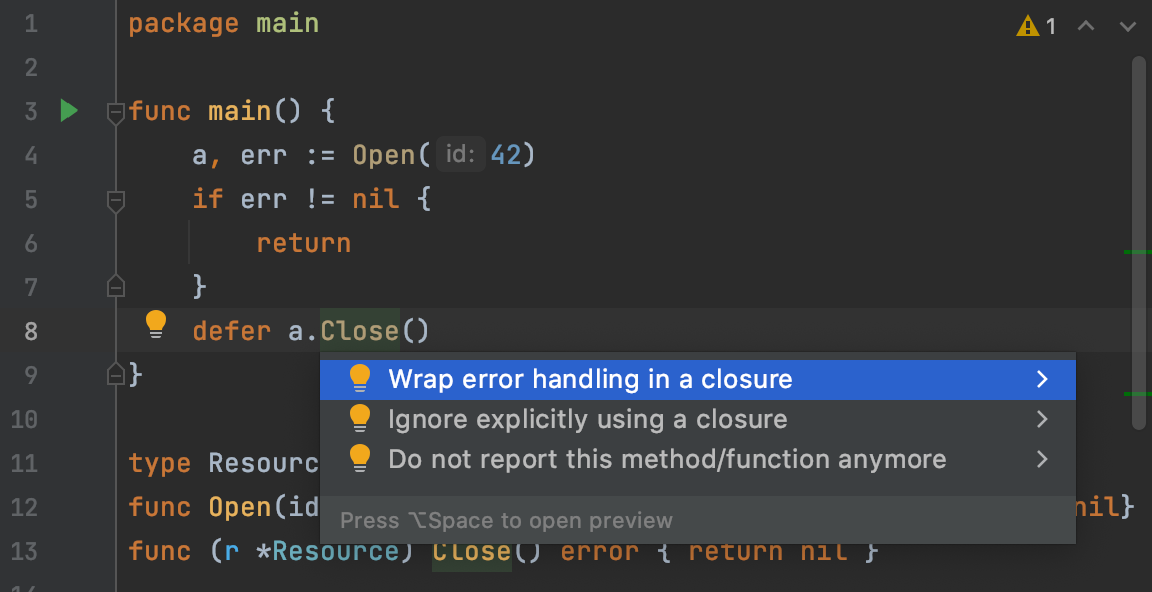 1 package main
1
2
3 func main() {
4 a, err := Open( id: 42)
5 if err != nil {
6 return
7 }
8 defer a.Close()
9 }
Wrap error handling in a closure
10
Ignore explicitly using a closure
11 type Resourc
Do not report this method/function anymore
12 func Open(id
nil}
Press ⌥Space to open preview
13 func (r *Resource) Close() error { return nil }